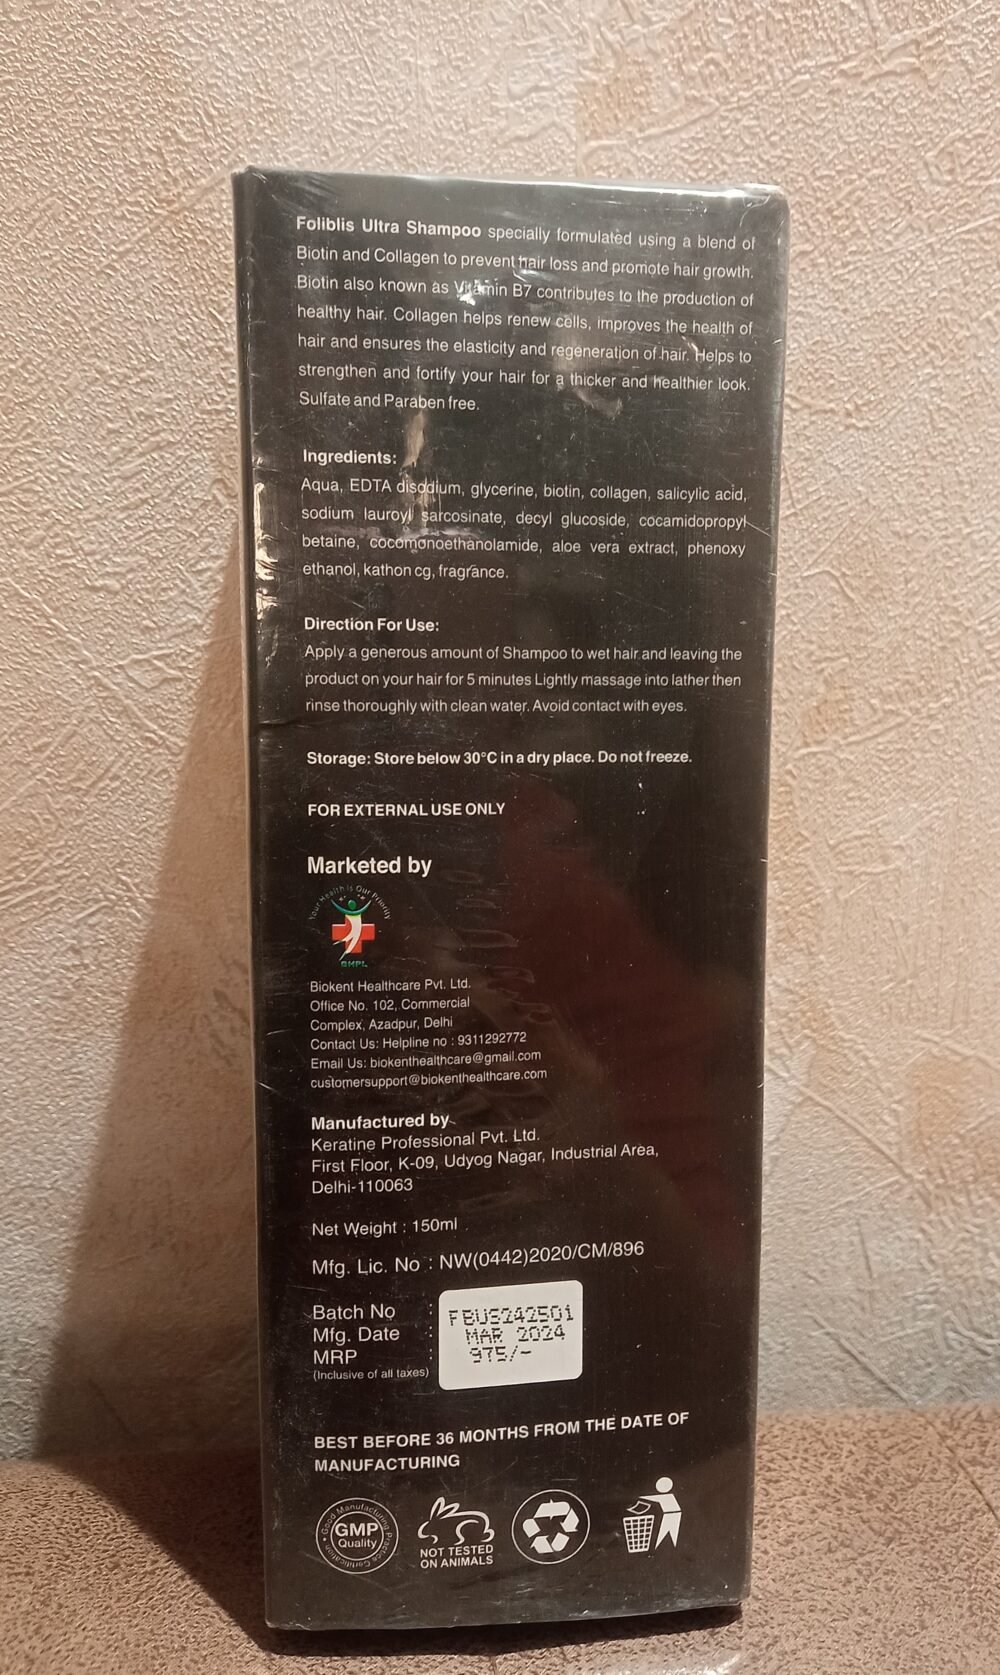 Foliblis Ultra Shampoo specially formulated using a blend of
Biotin and Collagen to prevent hair loss and promote hair growth.
Biotin also known as Vitamin B7 contributes to the production of
healthy hair. Collagen helps renew cells, improves the health of
hair and ensures the elasticity and regeneration of hair. Helps to
strengthen and fortify your hair for a thicker and healthier look.
Sulfate and Paraben free.
Ingredients:
Aqua, EDTA disodium, glycerine, biotin, collagen, salicylic acid,
sodium lauroyl sarcosinate, decyl glucoside, cocamidopropyl
betaine, cocomonoethanolamide, aloe vera extract, phenoxy
ethanol, kathon cg, fragrance.
Direction For Use:
Apply a generous amount of Shampoo to wet hair and leaving the
product on your hair for 5 minutes Lightly massage into lather then
rinse thoroughly with clean water. Avoid contact with eyes.
Storage: Store below 30°C in a dry place. Do not freeze.
FOR EXTERNAL USE ONLY
Marketed by
Your Health Is Our Priority
BHPL
Biokent Healthcare Pvt. Ltd.
Office No. 102, Commercial
Complex, Azadpur, Delhi
Contact Us: Helpline no : 9311292772
Email Us: biokenthealthcare@gmail.com
customersupport@biokenthealthcare.com
Manufactured by
Keratine Professional Pvt. Ltd.
First Floor, K-09, Udyog Nagar, Industrial Area,
Delhi-110063
Net Weight : 150ml
Mfg. Lic. No : NW(0442)2020/CM/896
Batch No : FBUS242501
Mfg. Date : MAR 2024
MRP : 975/-
(Inclusive of all taxes)
BEST BEFORE 36 MONTHS FROM THE DATE OF
MANUFACTURING
Good Manufacturing Practice Certification
GMP
Quality
NOT TESTED
ON ANIMALS